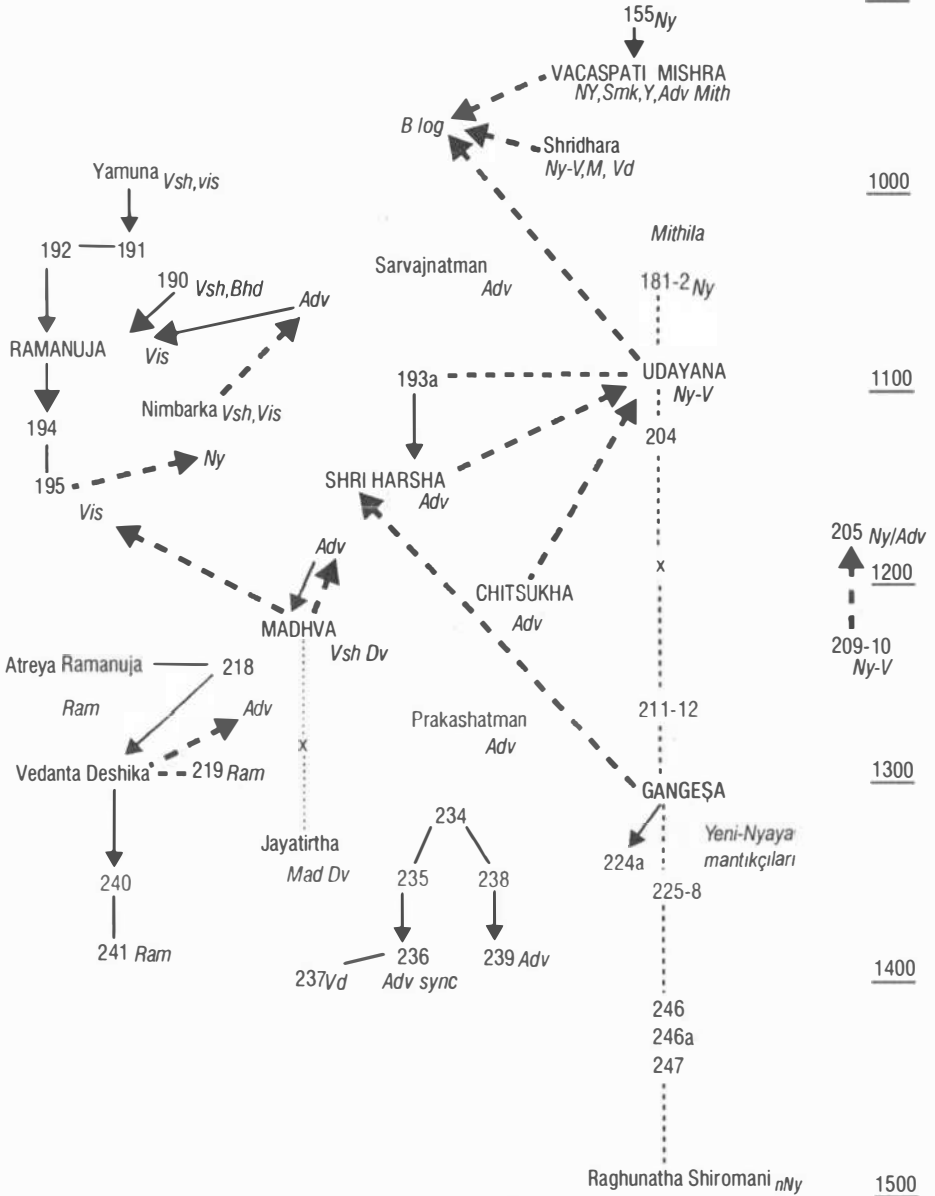 155 Ny
VACASPATI MISHRA
NY,Smk,Y,Adv Mith
B log
Shridhara
Ny-V,M, Vd
Yamuna Vsh,vis
1000
192 191
Mithila
Sarvajnatman
Adv
190 Vsh,Bhd
Adv
181-2 Ny
RAMANUJA
Vis
193a
UDAYANA
Ny-V
1100
Nimbarka Vsh,Vis
194
204
Ny
195
SHRI HARSHA
Adv
Vis
205 Ny/Adv
Adv
x
1200
CHITSUKHA
Adv
MADHVA
Vsh Dv
209-10
Ny-V
Atreya Ramanuja
218
Ram
Adv
211-12
Prakashatman
Adv
x
Vedanta Deshika
219 Ram
1300
GANGEŞA
234
Yeni-Nyaya
mantıkçıları
Jayatirtha
Mad Dv
224a
240
235
238
225-8
241 Ram
236
Adv sync
239 Adv
237 Vd
1400
246
246a
247
Raghunatha Shiromani nNy
1500